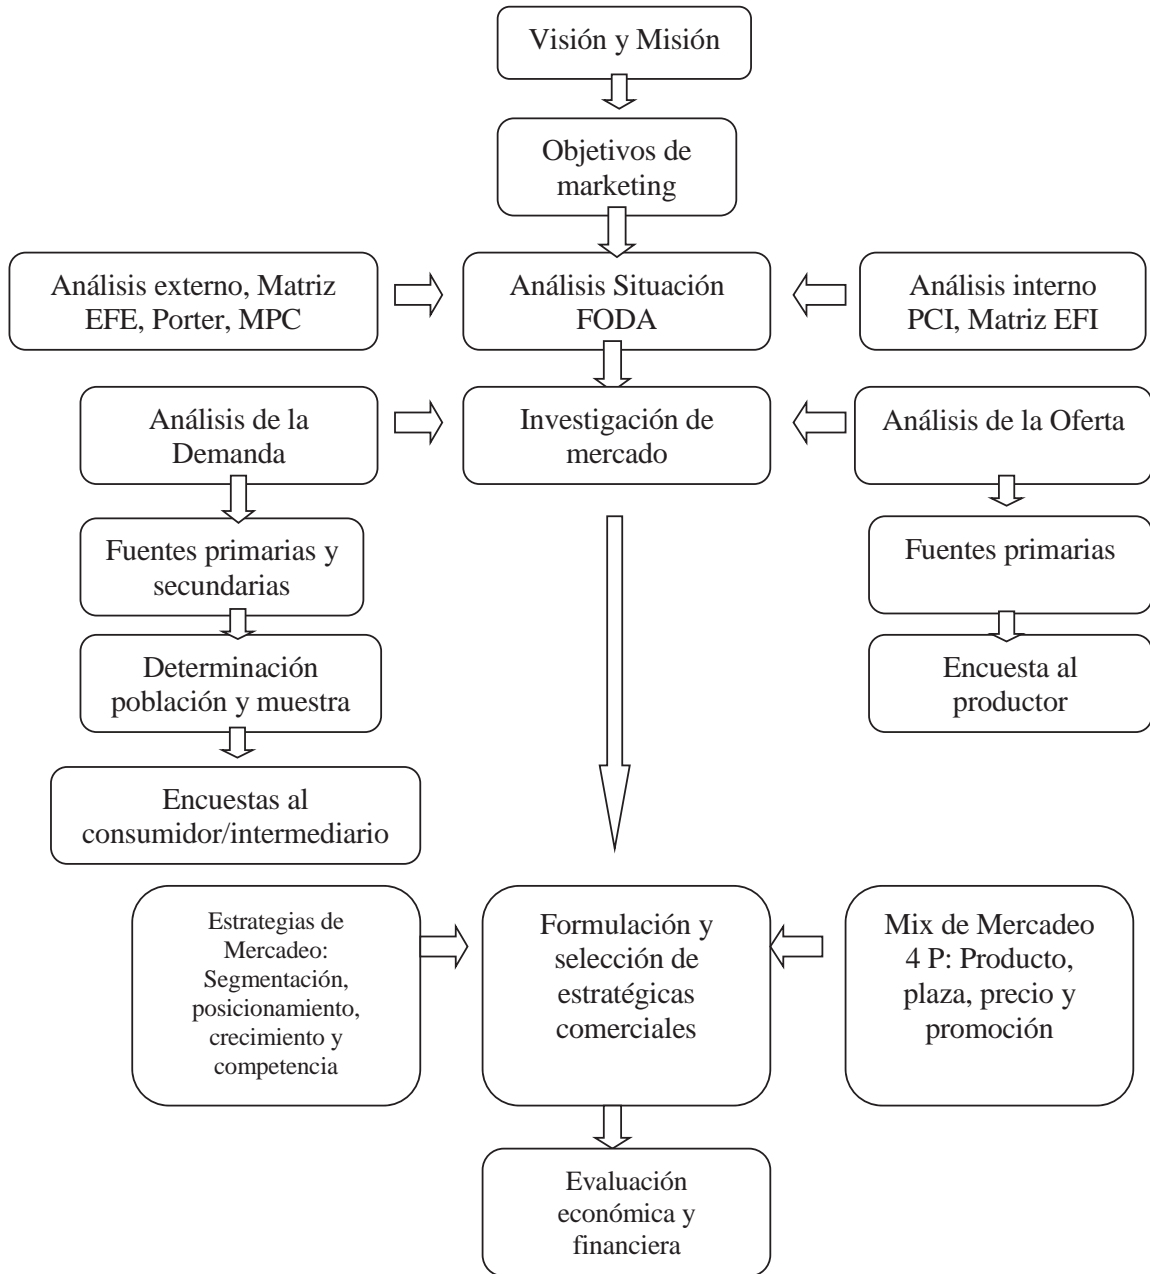 Visión y Misión
Objetivos de
marketing
Análisis externo, Matriz
EFE, Porter, MPC
Análisis Situación
FODA
Análisis interno
PCI, Matriz EFI
Análisis de la
Demanda
Investigación de
mercado
Análisis de la Oferta
Fuentes primarias y
secundarias
Fuentes primarias
Determinación
población y muestra
Encuesta al
productor
Encuestas al
consumidor/intermediario
Estrategias de
Mercadeo:
Segmentación,
posicionamiento,
crecimiento y
competencia
Formulación y
selección de
estratégicas
comerciales
Mix de Mercadeo
4 P: Producto,
plaza, precio y
promoción
Evaluación
económica y
financiera